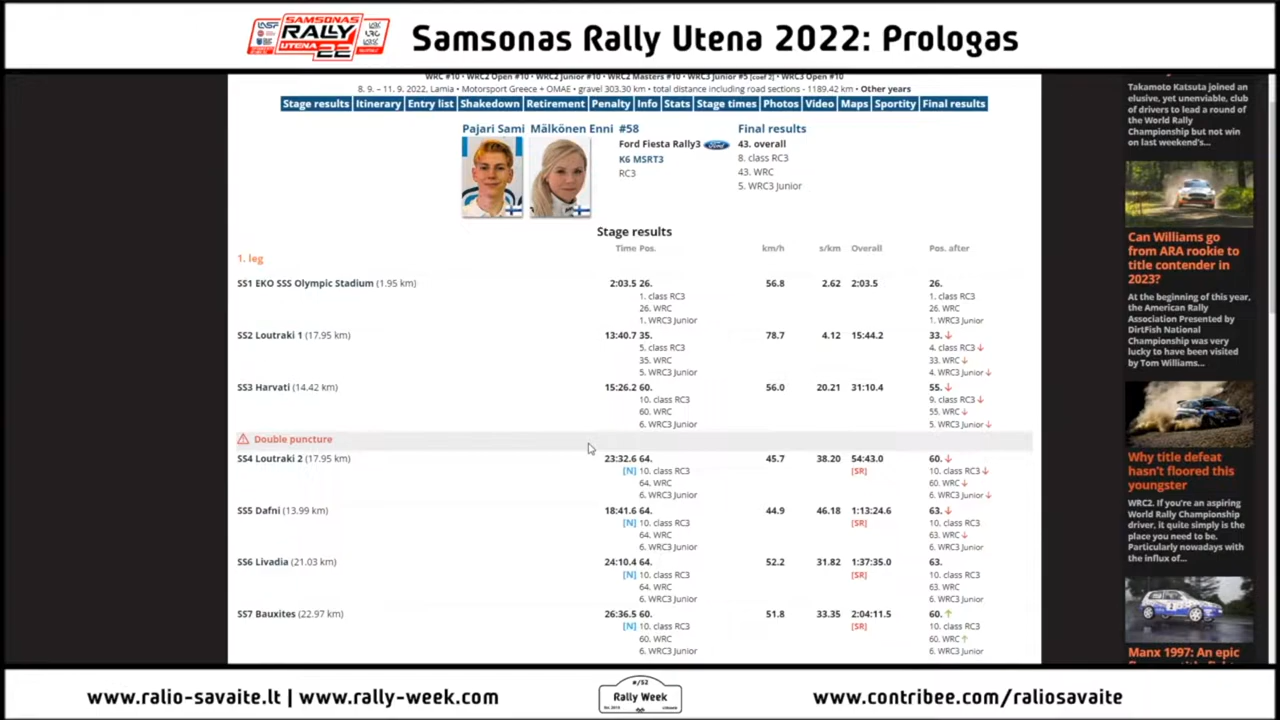 SAMSONAS
RALLY
UTENA 22
Samsonas Rally Utena 2022: Prologas
WRC #10 • WRC2 Open #10 • WRC2 Junior #10 • WRC2 Masters #10 • WRC3 Junior #5 [coef 2] • WRC3 Open #10
8. 9. – 11. 9. 2022, Lamia • Motorsport Greece + OMAE • gravel 303.30 km • total distance including road sections - 1189.42 km • Other years
Stage results Itinerary Entry list Shakedown Retirement Penalty Info Stats Stage times Photos Video Maps Sportity Final results
Pajari Sami Mälkönen Enni #58
Ford Fiesta Rally3 Ford
K6 MSRT3
RC3
Final results
43. overall
8. class RC3
43. WRC
5. WRC3 Junior
Stage results
Time Pos. km/h s/km Overall Pos. after
1. leg
SS1 EKO SSS Olympic Stadium (1.95 km) 2:03.5 26. 56.8 2.62 2:03.5 26.
1. class RC3 1. class RC3
26. WRC 26. WRC
1. WRC3 Junior 1. WRC3 Junior
SS2 Loutraki 1 (17.95 km) 13:40.7 35. 78.7 4.12 15:44.2 33. ↓
5. class RC3 4. class RC3 ↓
35. WRC 33. WRC ↓
5. WRC3 Junior 4. WRC3 Junior ↓
SS3 Harvati (14.42 km) 15:26.2 60. 56.0 20.21 31:10.4 55. ↓
10. class RC3 9. class RC3 ↓
60. WRC 55. WRC ↓
6. WRC3 Junior 5. WRC3 Junior ↓
Double puncture
SS4 Loutraki 2 (17.95 km) 23:32.6 64. 45.7 38.20 54:43.0 60. ↓
[N] 10. class RC3 [SR] 10. class RC3 ↓
64. WRC 60. WRC ↓
6. WRC3 Junior 6. WRC3 Junior ↓
SS5 Dafni (13.99 km) 18:41.6 64. 44.9 46.18 1:13:24.6 63. ↓
[N] 10. class RC3 [SR] 10. class RC3
64. WRC 63. WRC ↓
6. WRC3 Junior 6. WRC3 Junior
SS6 Livadia (21.03 km) 24:10.4 64. 52.2 31.82 1:37:35.0 63.
[N] 10. class RC3 [SR] 10. class RC3
64. WRC 63. WRC
6. WRC3 Junior 6. WRC3 Junior
SS7 Bauxites (22.97 km) 26:36.5 60. 51.8 33.35 2:04:11.5 60. ↑
[N] 10. class RC3 [SR] 10. class RC3
60. WRC 60. WRC ↑
6. WRC3 Junior 6. WRC3 Junior
Takamoto Katsuta joined an
elusive, yet unenviable, club
of drivers to lead a round of
the World Rally
Championship but not win
on last weekend's...
Can Williams go
from ARA rookie to
title contender in
2023?
At the beginning of this year,
the American Rally
Association Presented by
DirtFish National
Championship was very
lucky to have been visited
by Tom Williams...
Why title defeat
hasn't floored this
youngster
WRC2. If you're an aspiring
World Rally Championship
driver, it quite simply is the
place you need to be.
Particularly nowadays with
the influx of...
Manx 1997: An epic
www.ralio-savaite.lt | www.rally-week.com
#/52
Rally Week
www.contribee.com/raliosavaite